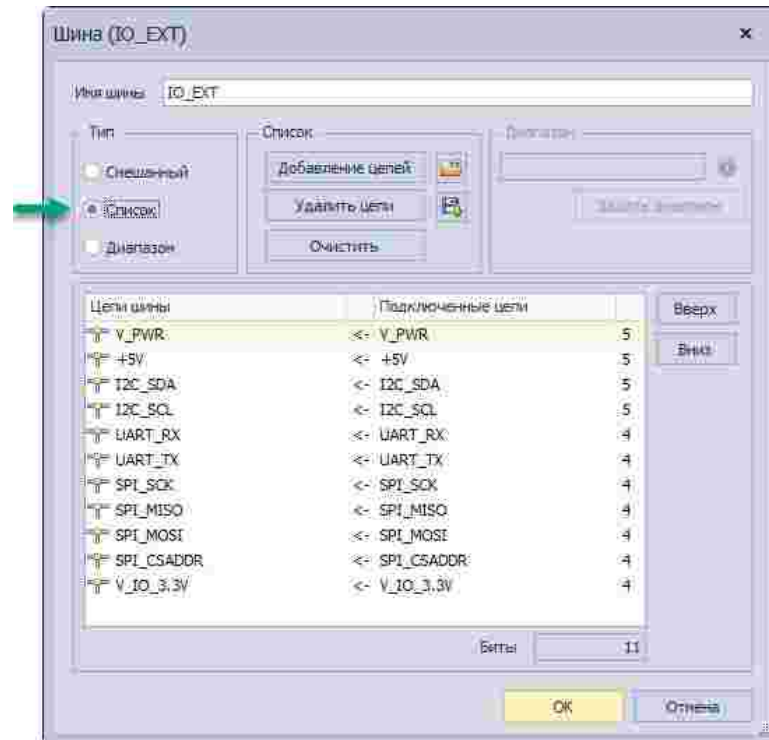 Шина (IO_EXT)
Имя шины IO_EXT
Тип
Список
Диапазон
Смешанный
Список
Диапазон
Добавление цепей
Удалить цепи
Очистить
Задать диапазон
Цепи шины Подключенные цепи
V_PWR <- V_PWR 5
+5V <- +5V 5
I2C_SDA <- I2C_SDA 5
I2C_SCL <- I2C_SCL 5
UART_RX <- UART_RX 4
UART_TX <- UART_TX 4
SPI_SCK <- SPI_SCK 4
SPI_MISO <- SPI_MISO 4
SPI_MOSI <- SPI_MOSI 4
SPI_CSADDR <- SPI_CSADDR 4
V_IO_3.3V <- V_IO_3.3V 4
Вверх
Вниз
Биты 11
OK
Отмена